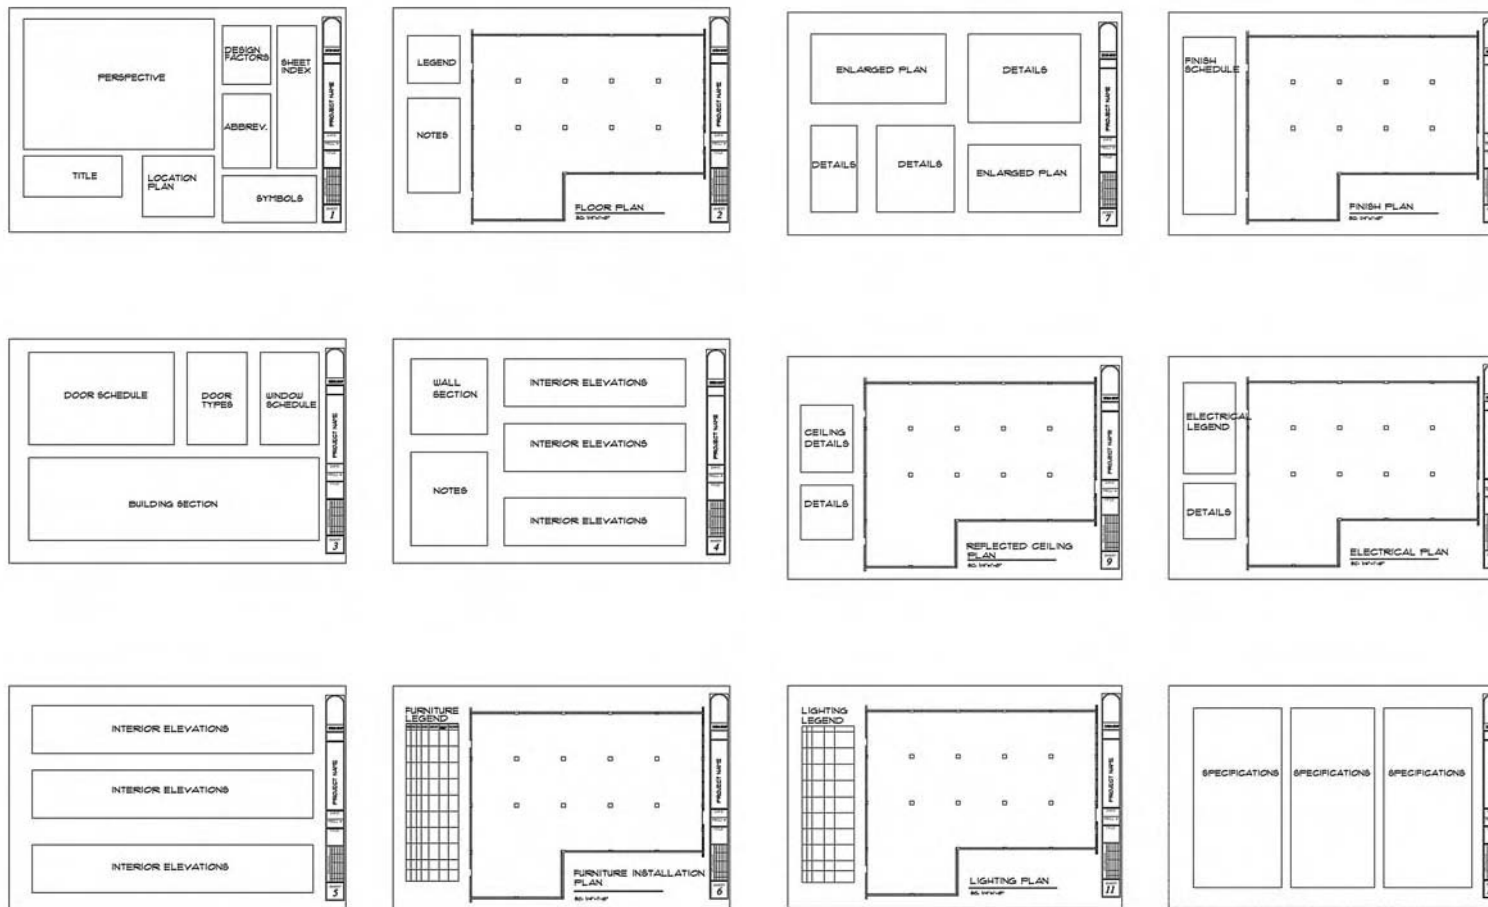 PERSPECTIVE
DESIGN
FACTORS
SHEET
INDEX
ABBREV.
TITLE
LOCATION
PLAN
SYMBOLS
PROJECT NAME
1
LEGEND
NOTES
FLOOR PLAN
PROJECT NAME
2
ENLARGED PLAN
DETAILS
DETAILS
DETAILS
ENLARGED PLAN
PROJECT NAME
7
FINISH
SCHEDULE
FINISH PLAN
DOOR SCHEDULE
DOOR
TYPES
WINDOW
SCHEDULE
BUILDING SECTION
PROJECT NAME
3
WALL
SECTION
NOTES
INTERIOR ELEVATIONS
INTERIOR ELEVATIONS
INTERIOR ELEVATIONS
PROJECT NAME
4
CEILING
DETAILS
DETAILS
REFLECTED CEILING
PLAN
PROJECT NAME
9
ELECTRICAL
LEGEND
DETAILS
ELECTRICAL PLAN
INTERIOR ELEVATIONS
INTERIOR ELEVATIONS
INTERIOR ELEVATIONS
PROJECT NAME
5
FURNITURE
LEGEND
FURNITURE INSTALLATION
PLAN
PROJECT NAME
6
LIGHTING
LEGEND
LIGHTING PLAN
PROJECT NAME
11
SPECIFICATIONS
SPECIFICATIONS
SPECIFICATIONS